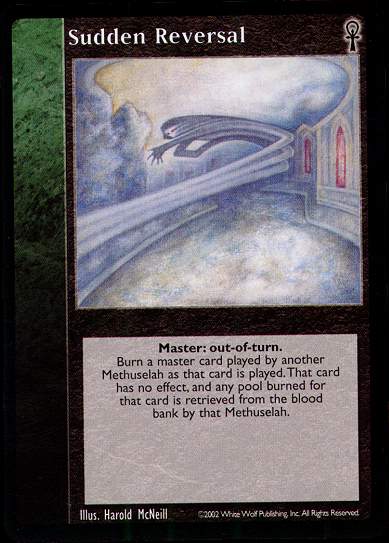 Sudden Reversal
Master: out-of-turn.
Burn a master card played by another
Methuselah as that card is played. That card
has no effect, and any pool burned for
that card is retrieved from the blood
bank by that Methuselah.
Illus. Harold McNeill
©2002 White Wolf Publishing, Inc. All Rights Reserved.